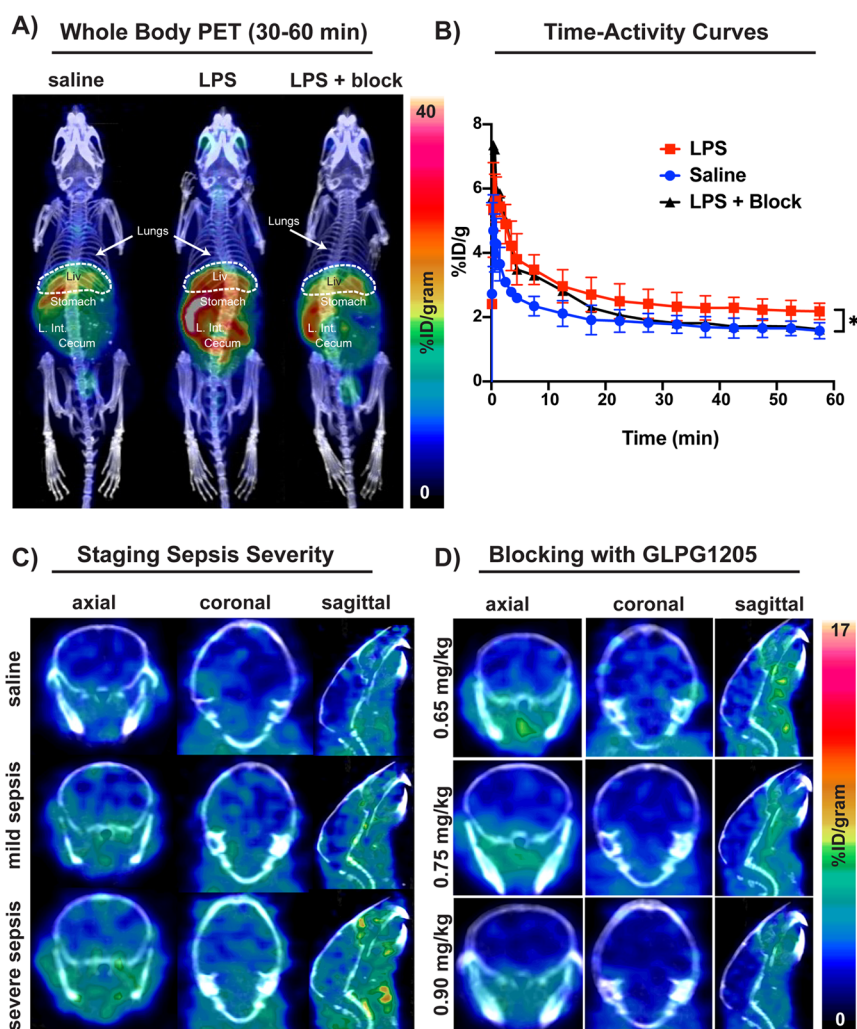 A)
Whole Body PET (30-60 min)
saline LPS LPS + block
40
Lungs
Lungs
Liv Liv Liv
Stomach Stomach
L. Int. L. Int.
Cecum Cecum
%ID/gram
0
B)
Time-Activity Curves
8
6
4
2
0
%ID/g
LPS
Saline
LPS + Block
*
0 10 20 30 40 50 60
Time (min)
C)
Staging Sepsis Severity
axial coronal sagittal
saline
mild sepsis
severe sepsis
D)
Blocking with GLPG1205
axial coronal sagittal
0.65 mg/kg
0.75 mg/kg
0.90 mg/kg
17
%ID/gram
0